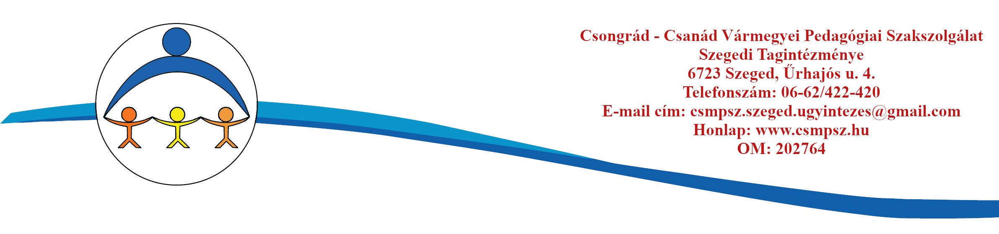 Csongrád - Csanád Vármegyei Pedagógiai Szakszolgálat
Szegedi Tagintézménye
6723 Szeged, Űrhajós u. 4.
Telefonszám: 06-62/422-420
E-mail cím: csmpsz.szeged.ugyintezes@gmail.com
Honlap: www.csmpsz.hu
OM: 202764